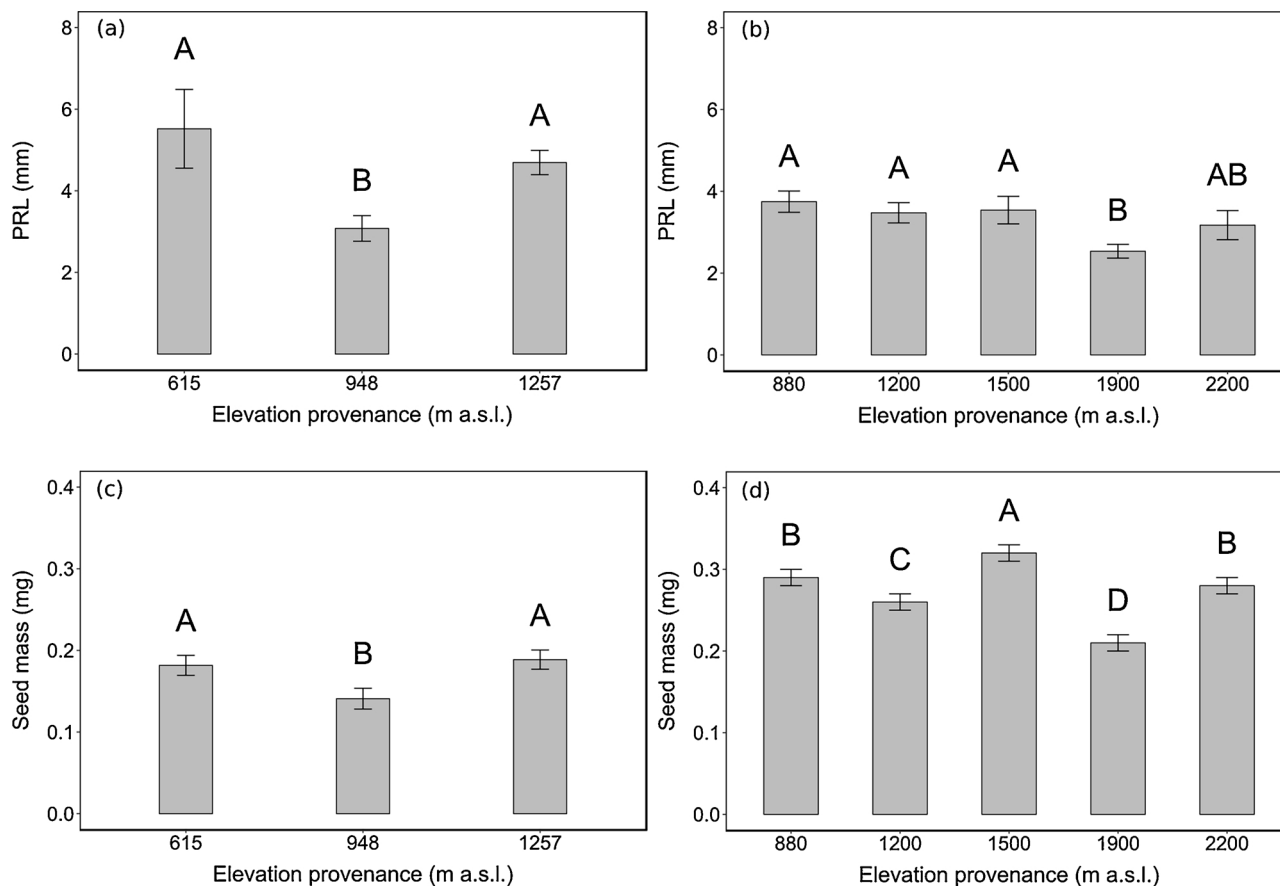 (a)
PRL (mm)
8
6
4
2
0
A
B
A
615 948 1257
Elevation provenance (m a.s.l.)
(b)
PRL (mm)
8
6
4
2
0
A
A
A
B
AB
880 1200 1500 1900 2200
Elevation provenance (m a.s.l.)
(c)
Seed mass (mg)
0.4
0.3
0.2
0.1
0.0
A
B
A
615 948 1257
Elevation provenance (m a.s.l.)
(d)
Seed mass (mg)
0.4
0.3
0.2
0.1
0.0
B
C
A
D
B
880 1200 1500 1900 2200
Elevation provenance (m a.s.l.)